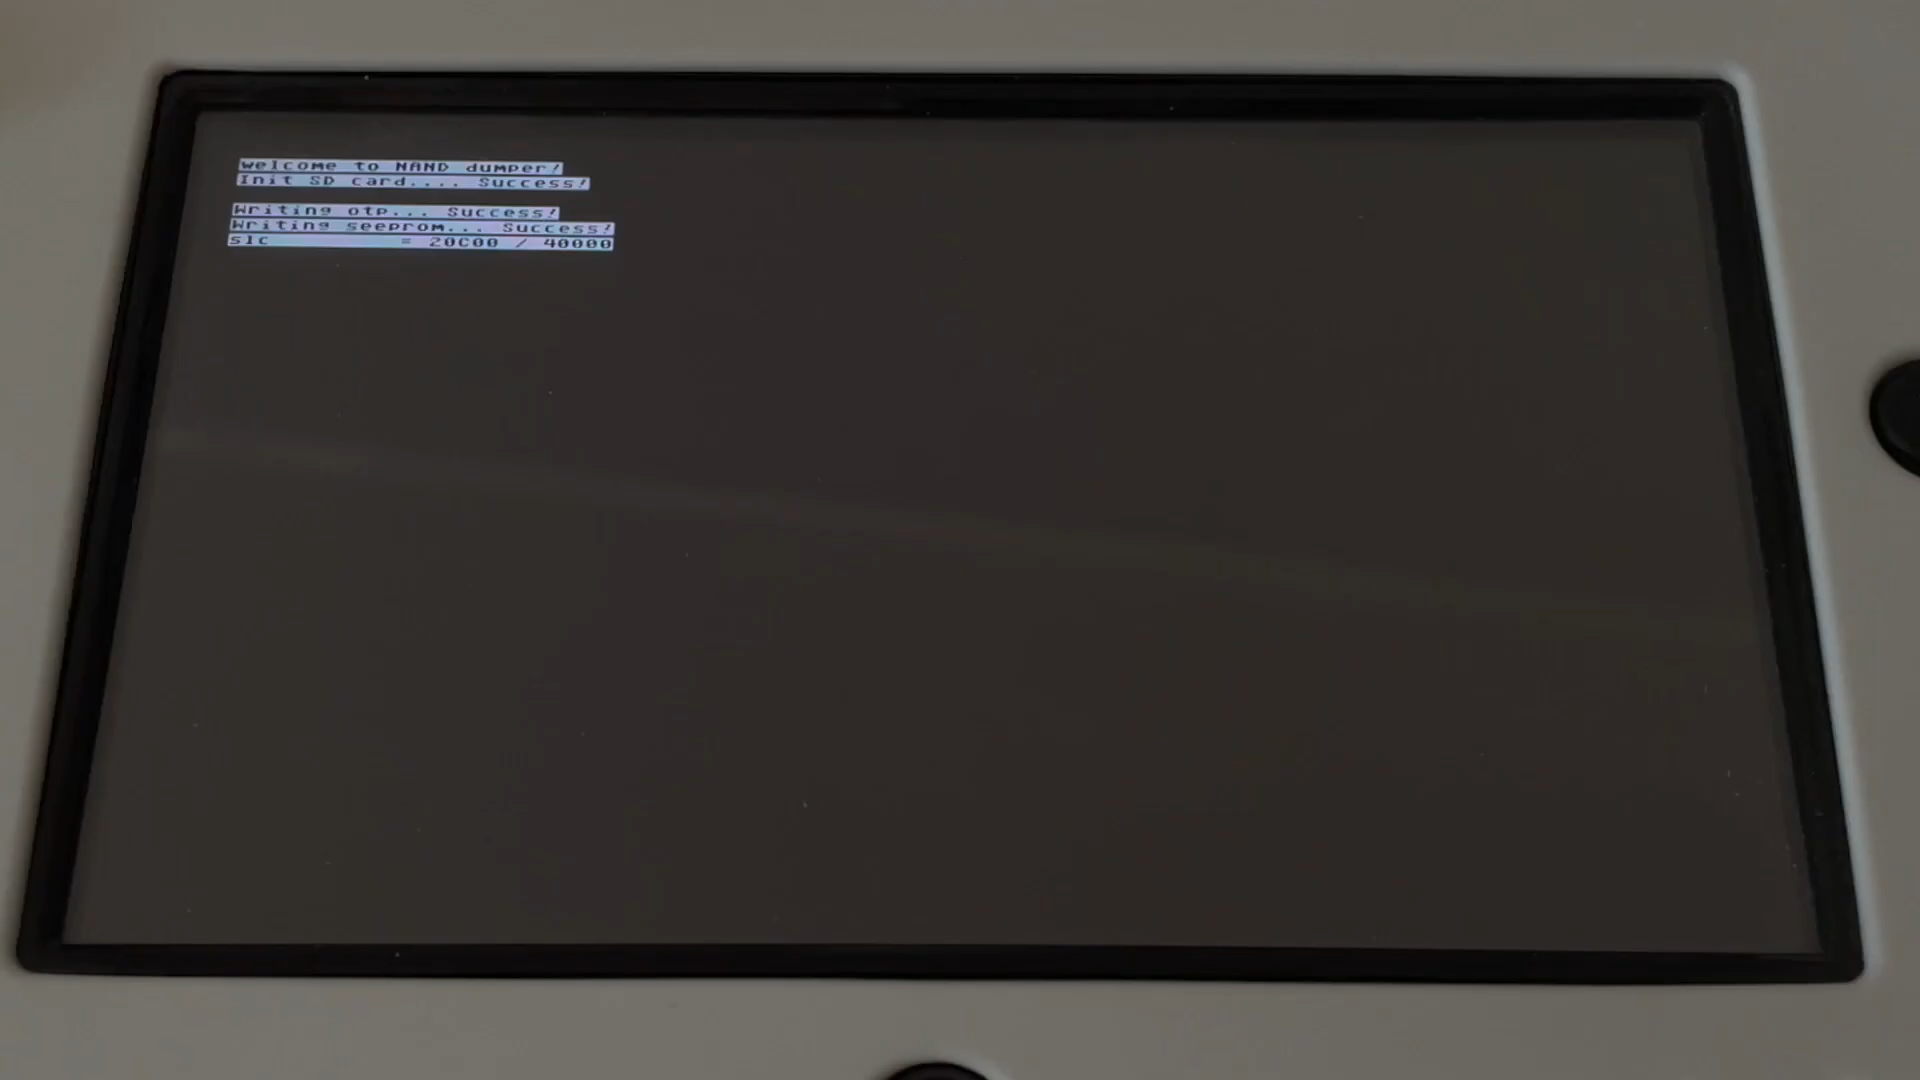 welcome to NAND dumper!
Init SD card.... Success!
Writing otp... Success!
Writing seeprom... Success!
slc = 20C00 / 40000